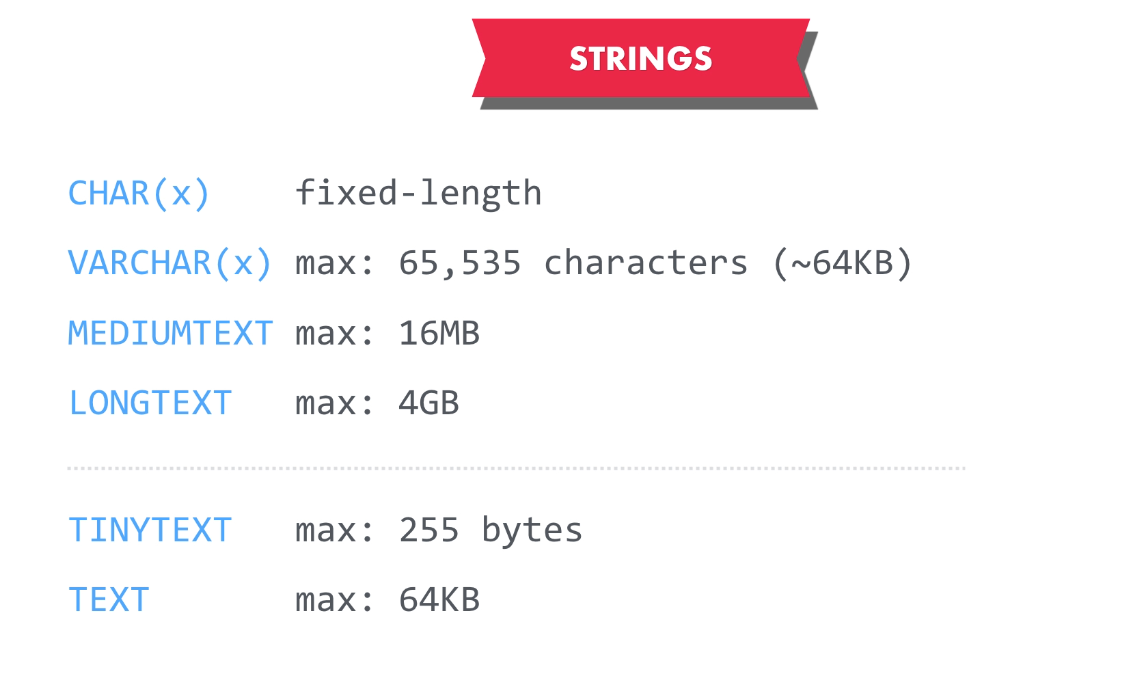 STRINGS
CHAR(x) fixed-length
VARCHAR(x) max: 65,535 characters (~64KB)
MEDIUMTEXT max: 16MB
LONGTEXT max: 4GB
TINYTEXT max: 255 bytes
TEXT max: 64KB